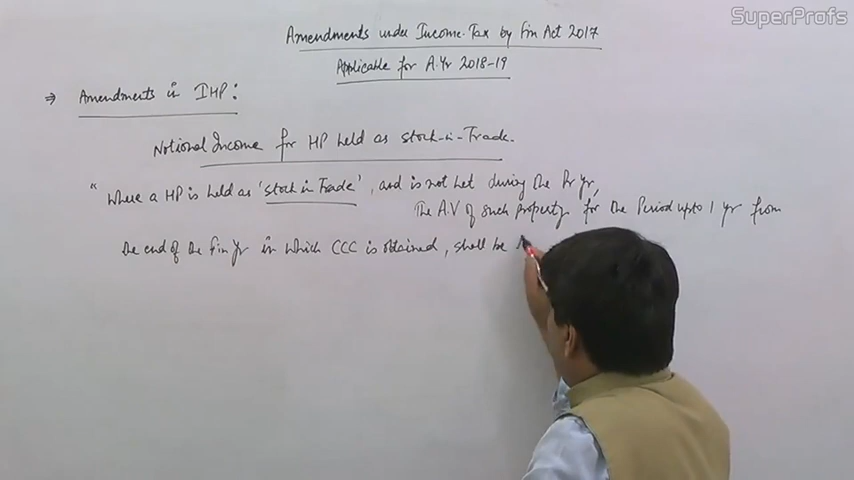 SuperProfs
Amendments under Income-Tax by Fin Act 2017
Applicable for A.Yr 2018-19
⇒ Amendments in IHP:
Notional Income for HP held as Stock-in-Trade.
" Where a HP is held as 'stock in Trade', and is not Let during the Pr Yr,
The A.V of such property for the Period upto 1 yr from
the end of the Fin Yr in which CCC is obtained, shall be